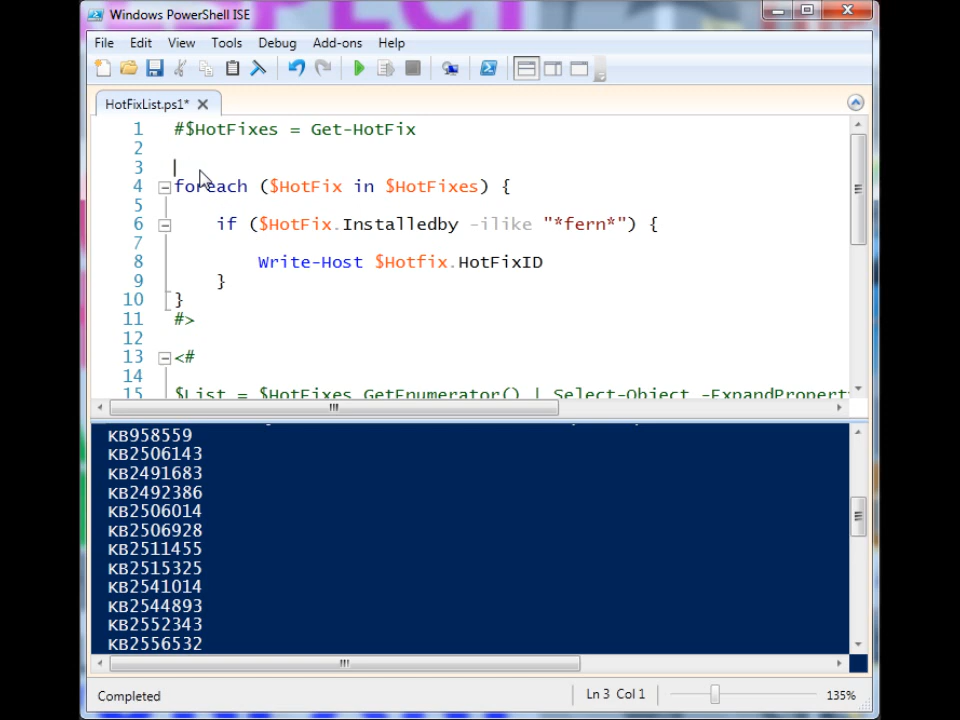 Windows PowerShell ISE
File Edit View Tools Debug Add-ons Help
HotFixList.ps1*
1 #$HotFixes = Get-HotFix
2
3
4 foreach ($HotFix in $HotFixes) {
5
6 if ($HotFix.Installedby -ilike "*fern*") {
7
8 Write-Host $Hotfix.HotFixID
9 }
10 }
11 #>
12
13 <#
14
15 $List = $HotFixes.GetEnumerator() | Select-Object -ExpandPropert
KB958559
KB2506143
KB2491683
KB2492386
KB2506014
KB2506928
KB2511455
KB2515325
KB2541014
KB2544893
KB2552343
KB2556532
Completed Ln 3 Col 1 135%